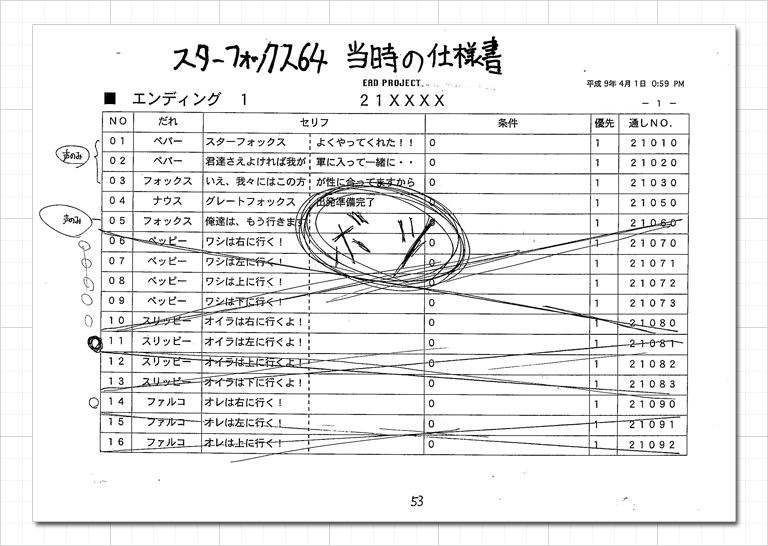 スターフォックス64 当時の仕様書
EAD PROJECT.
平成 9年 4月 1日 0:59 PM
■ エンディング 1 21XXXX － 1 －
NO だれ セリフ 条件 優先 通しNO.
01 ペパー スターフォックス よくやってくれた！！ 0 1 21010
02 ペパー 君達さえよければ我が 軍に入って一緒に・・ 0 1 21020
03 フォックス いえ、我々にはこの方 が性に合ってますから 0 1 21030
04 ナウス グレートフォックス 出発準備完了 0 1 21050
05 フォックス 俺達は、もう行きます 0 1 21060
06 ペッピー ワシは右に行く！ 0 1 21070
07 ペッピー ワシは左に行く！ 0 1 21071
08 ペッピー ワシは上に行く！ 0 1 21072
09 ペッピー ワシは下に行く！ 0 1 21073
10 スリッピー オイラは右に行くよ！ 0 1 21080
11 スリッピー オイラは左に行くよ！ 0 1 21081
12 スリッピー オイラは上に行くよ！ 0 1 21082
13 スリッピー オイラは下に行くよ！ 0 1 21083
14 ファルコ オレは右に行く！ 0 1 21090
15 ファルコ オレは左に行く！ 0 1 21091
16 ファルコ オレは上に行く！ 0 1 21092
声のみ
声のみ
ボツ
53